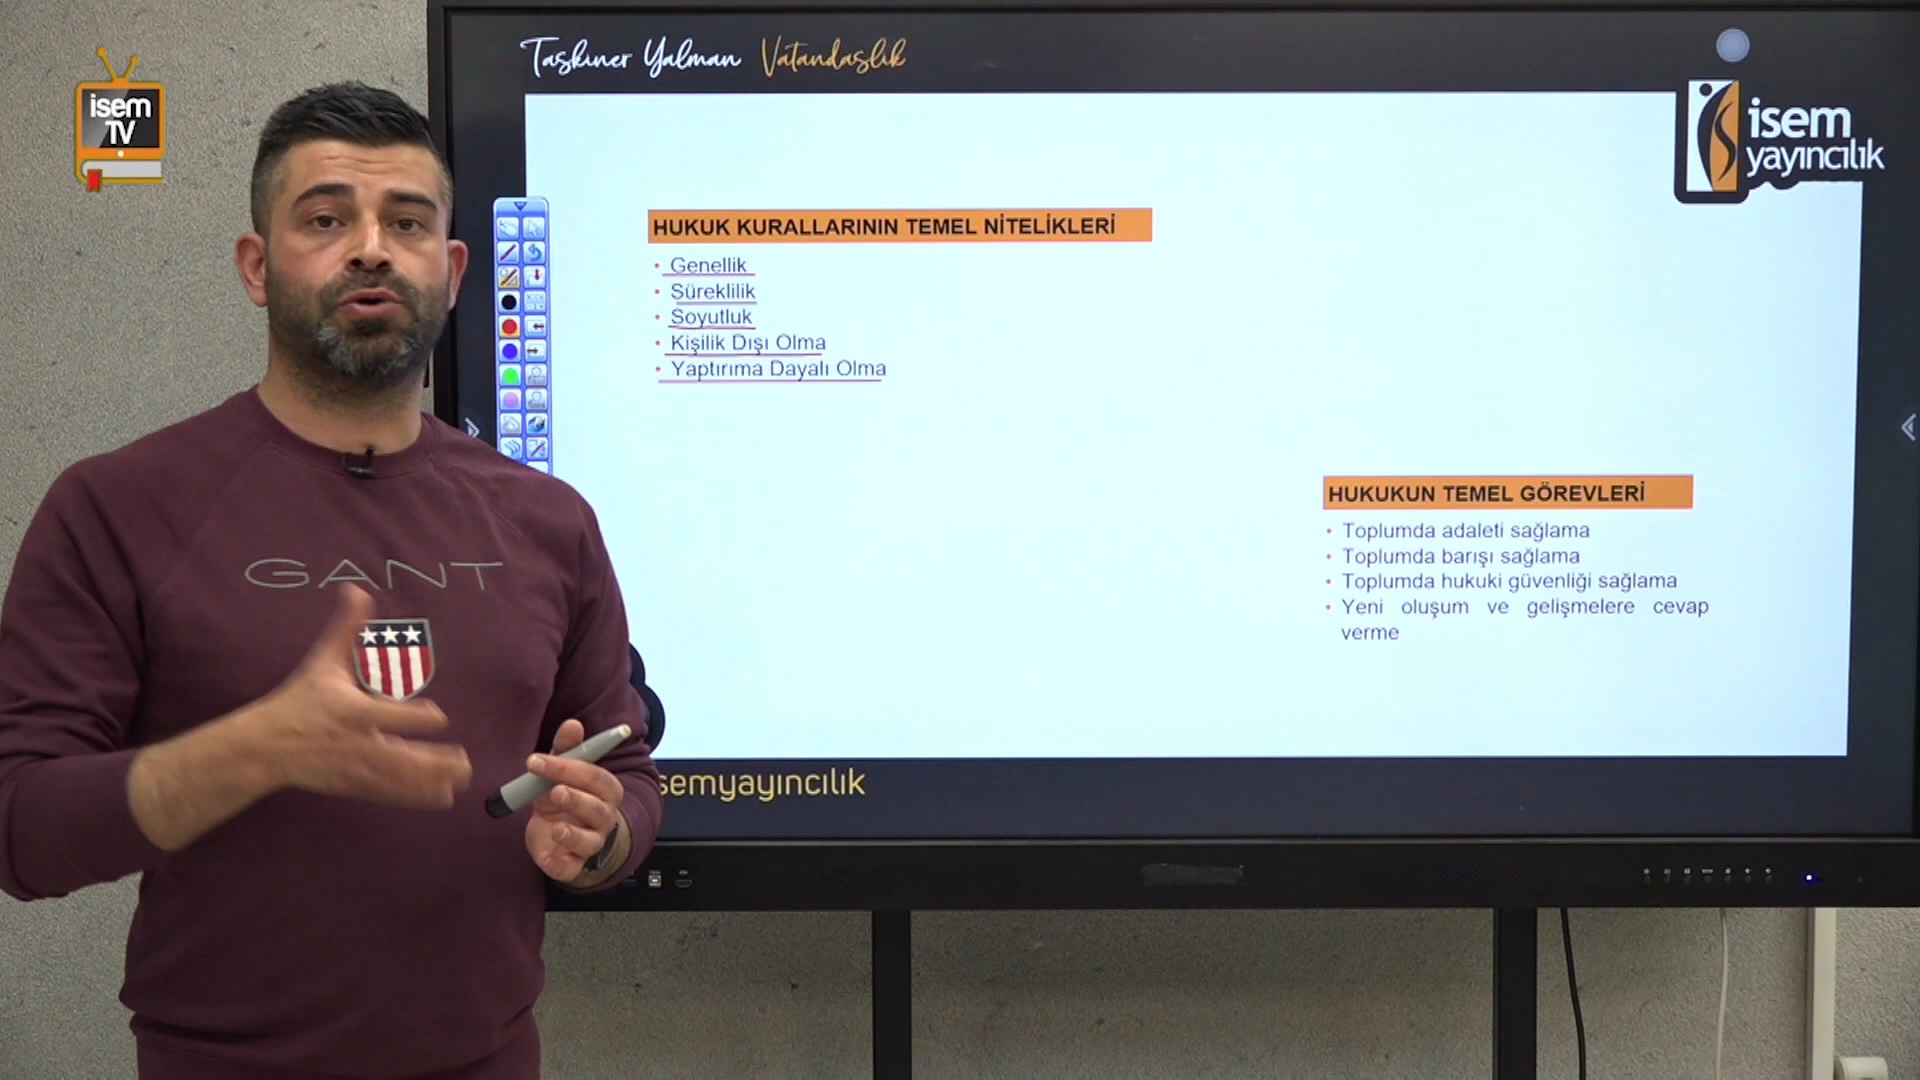 isem
TV
Taşkıner Yalman Vatandaşlık
isem
yayıncılık
HUKUK KURALLARININ TEMEL NİTELİKLERİ
• Genellik
• Süreklilik
• Soyutluk
• Kişilik Dışı Olma
• Yaptırıma Dayalı Olma
HUKUKUN TEMEL GÖREVLERİ
• Toplumda adaleti sağlama
• Toplumda barışı sağlama
• Toplumda hukuki güvenliği sağlama
• Yeni oluşum ve gelişmelere cevap
verme
GANT
semyayıncılık